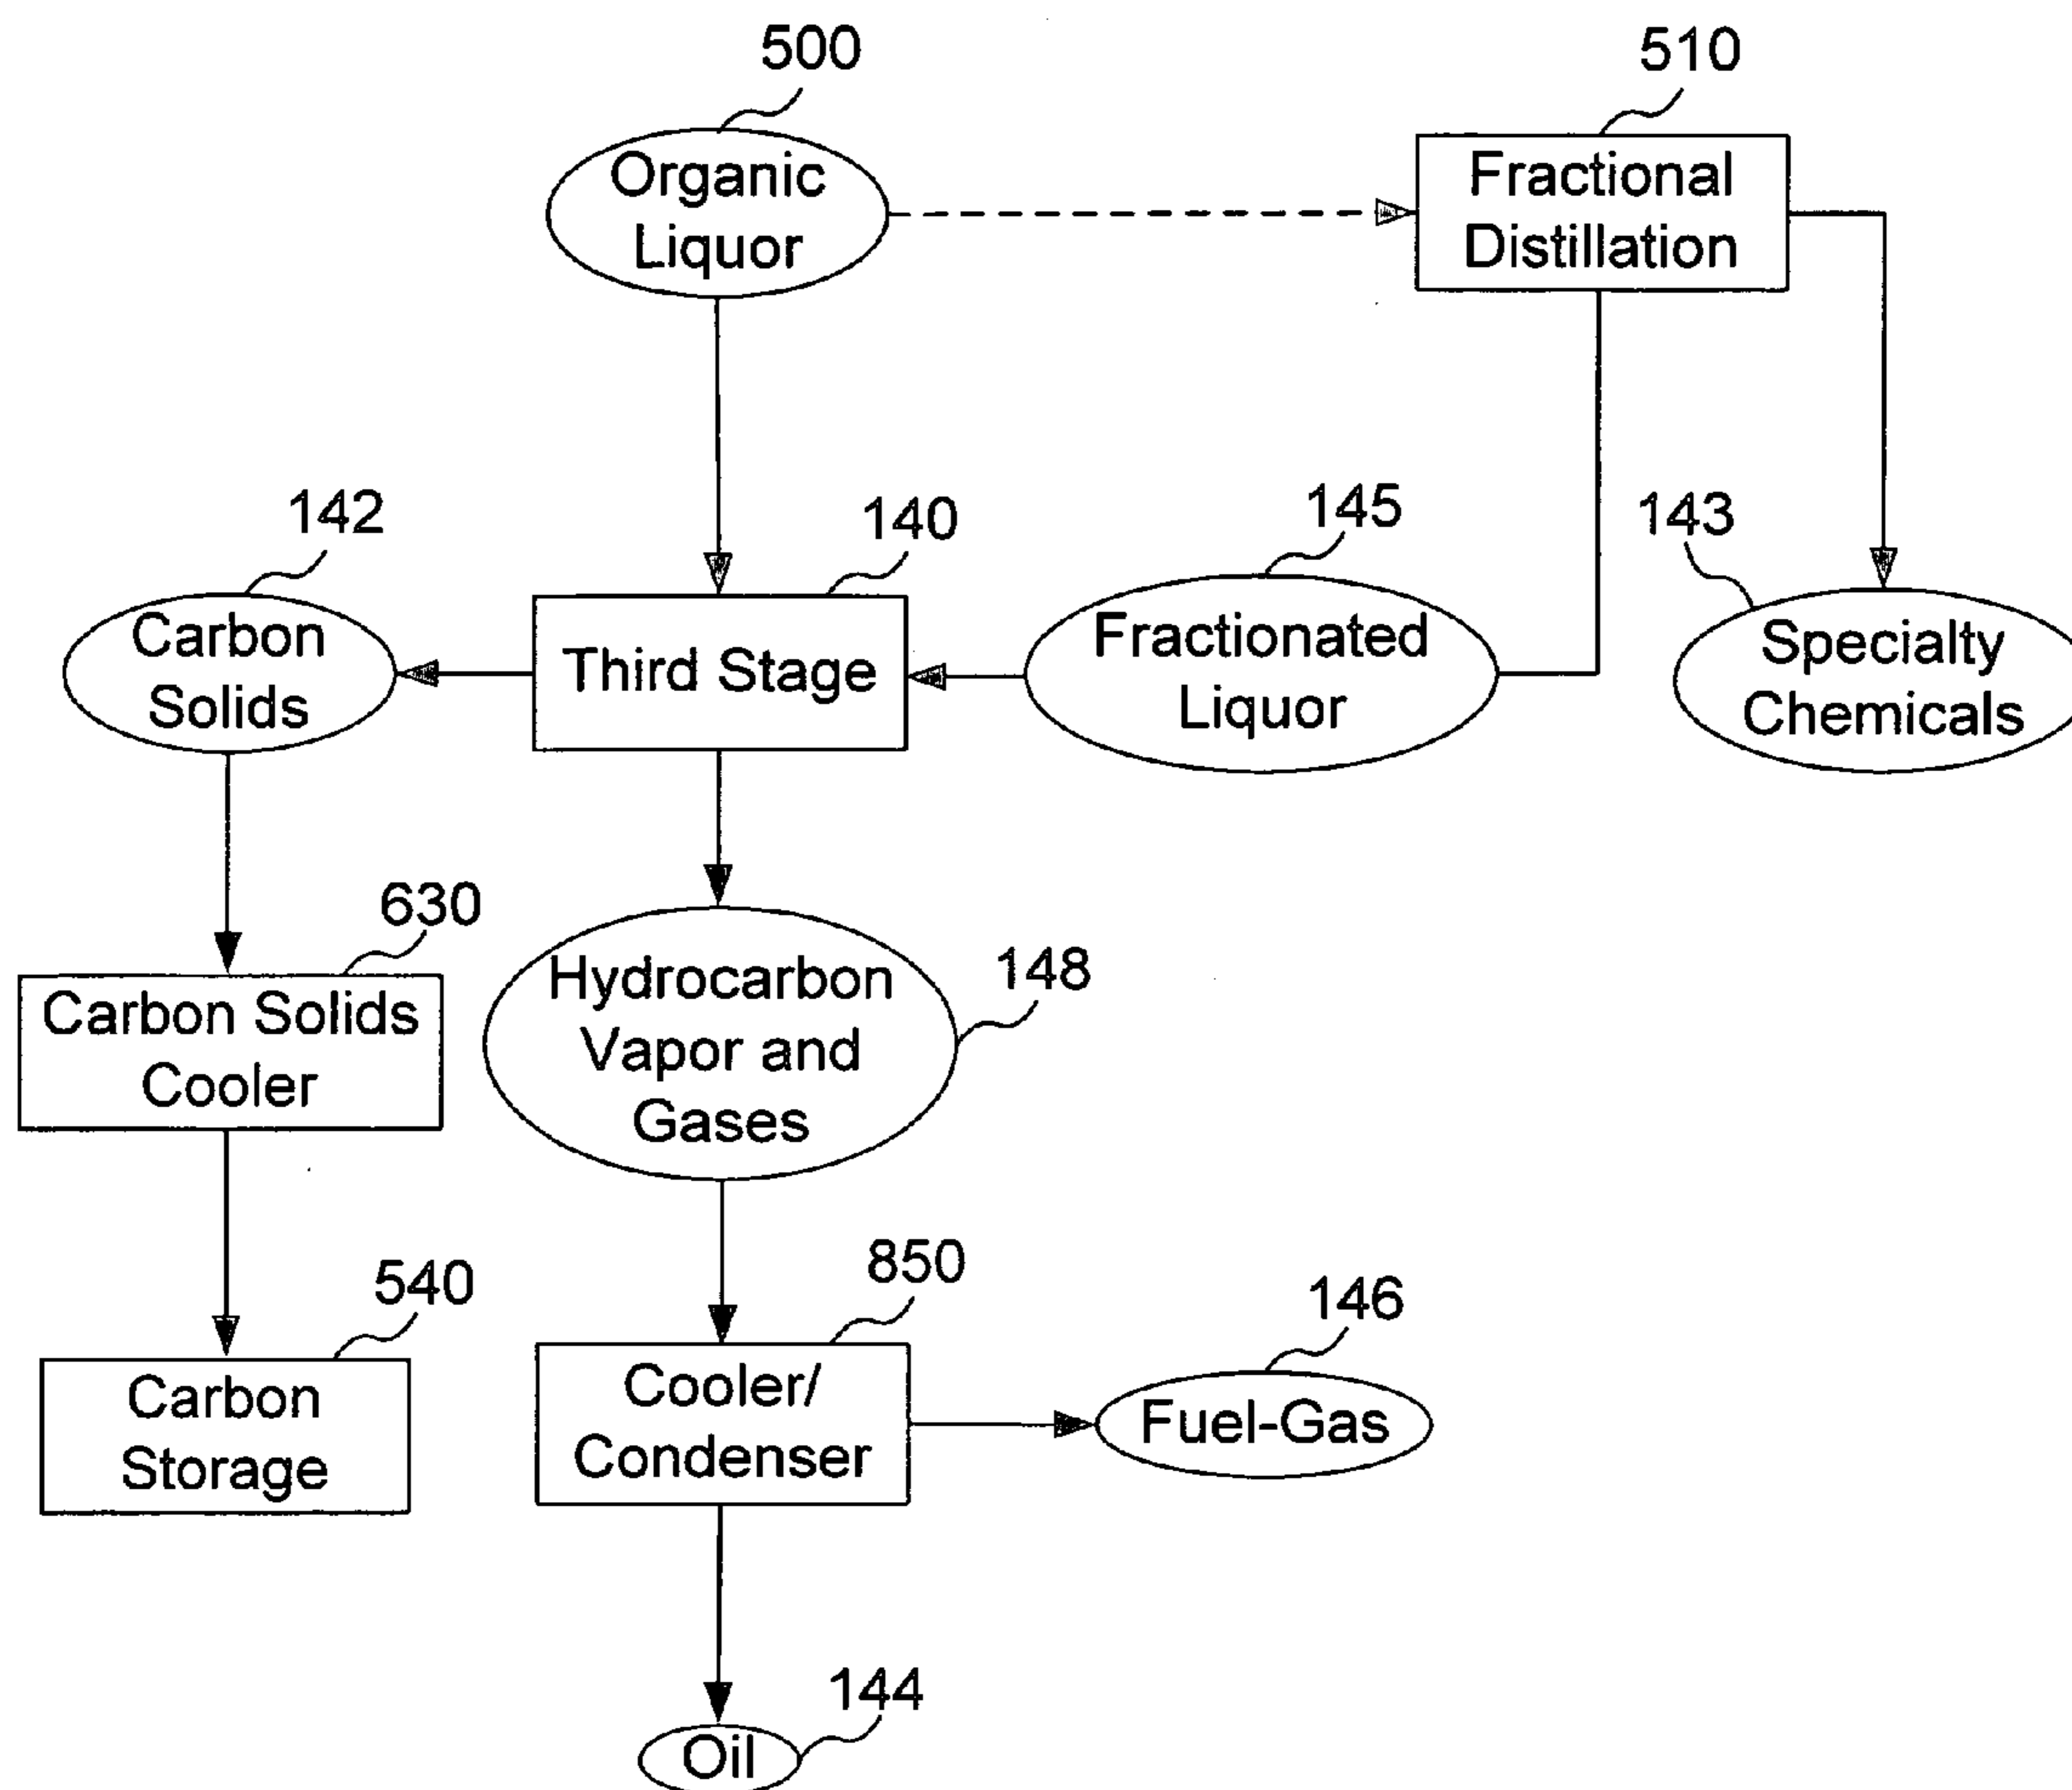 500
510
Organic
Liquor
Fractional
Distillation
142
140
145
143
Carbon
Solids
Third Stage
Fractionated
Liquor
Specialty
Chemicals
630
148
Carbon Solids
Cooler
Hydrocarbon
Vapor and
Gases
540
850
146
Carbon
Storage
Cooler/
Condenser
Fuel-Gas
144
Oil